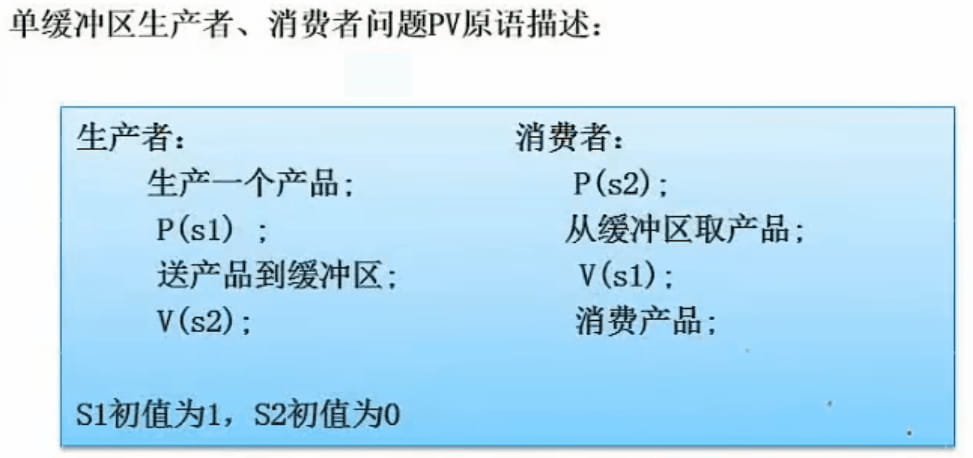 单缓冲区生产者、消费者问题PV原语描述：
生产者： 消费者：
生产一个产品； P(s2)；
P(s1) ； 从缓冲区取产品；
送产品到缓冲区； V(s1)；
V(s2)； 消费产品；
S1初值为1，S2初值为0